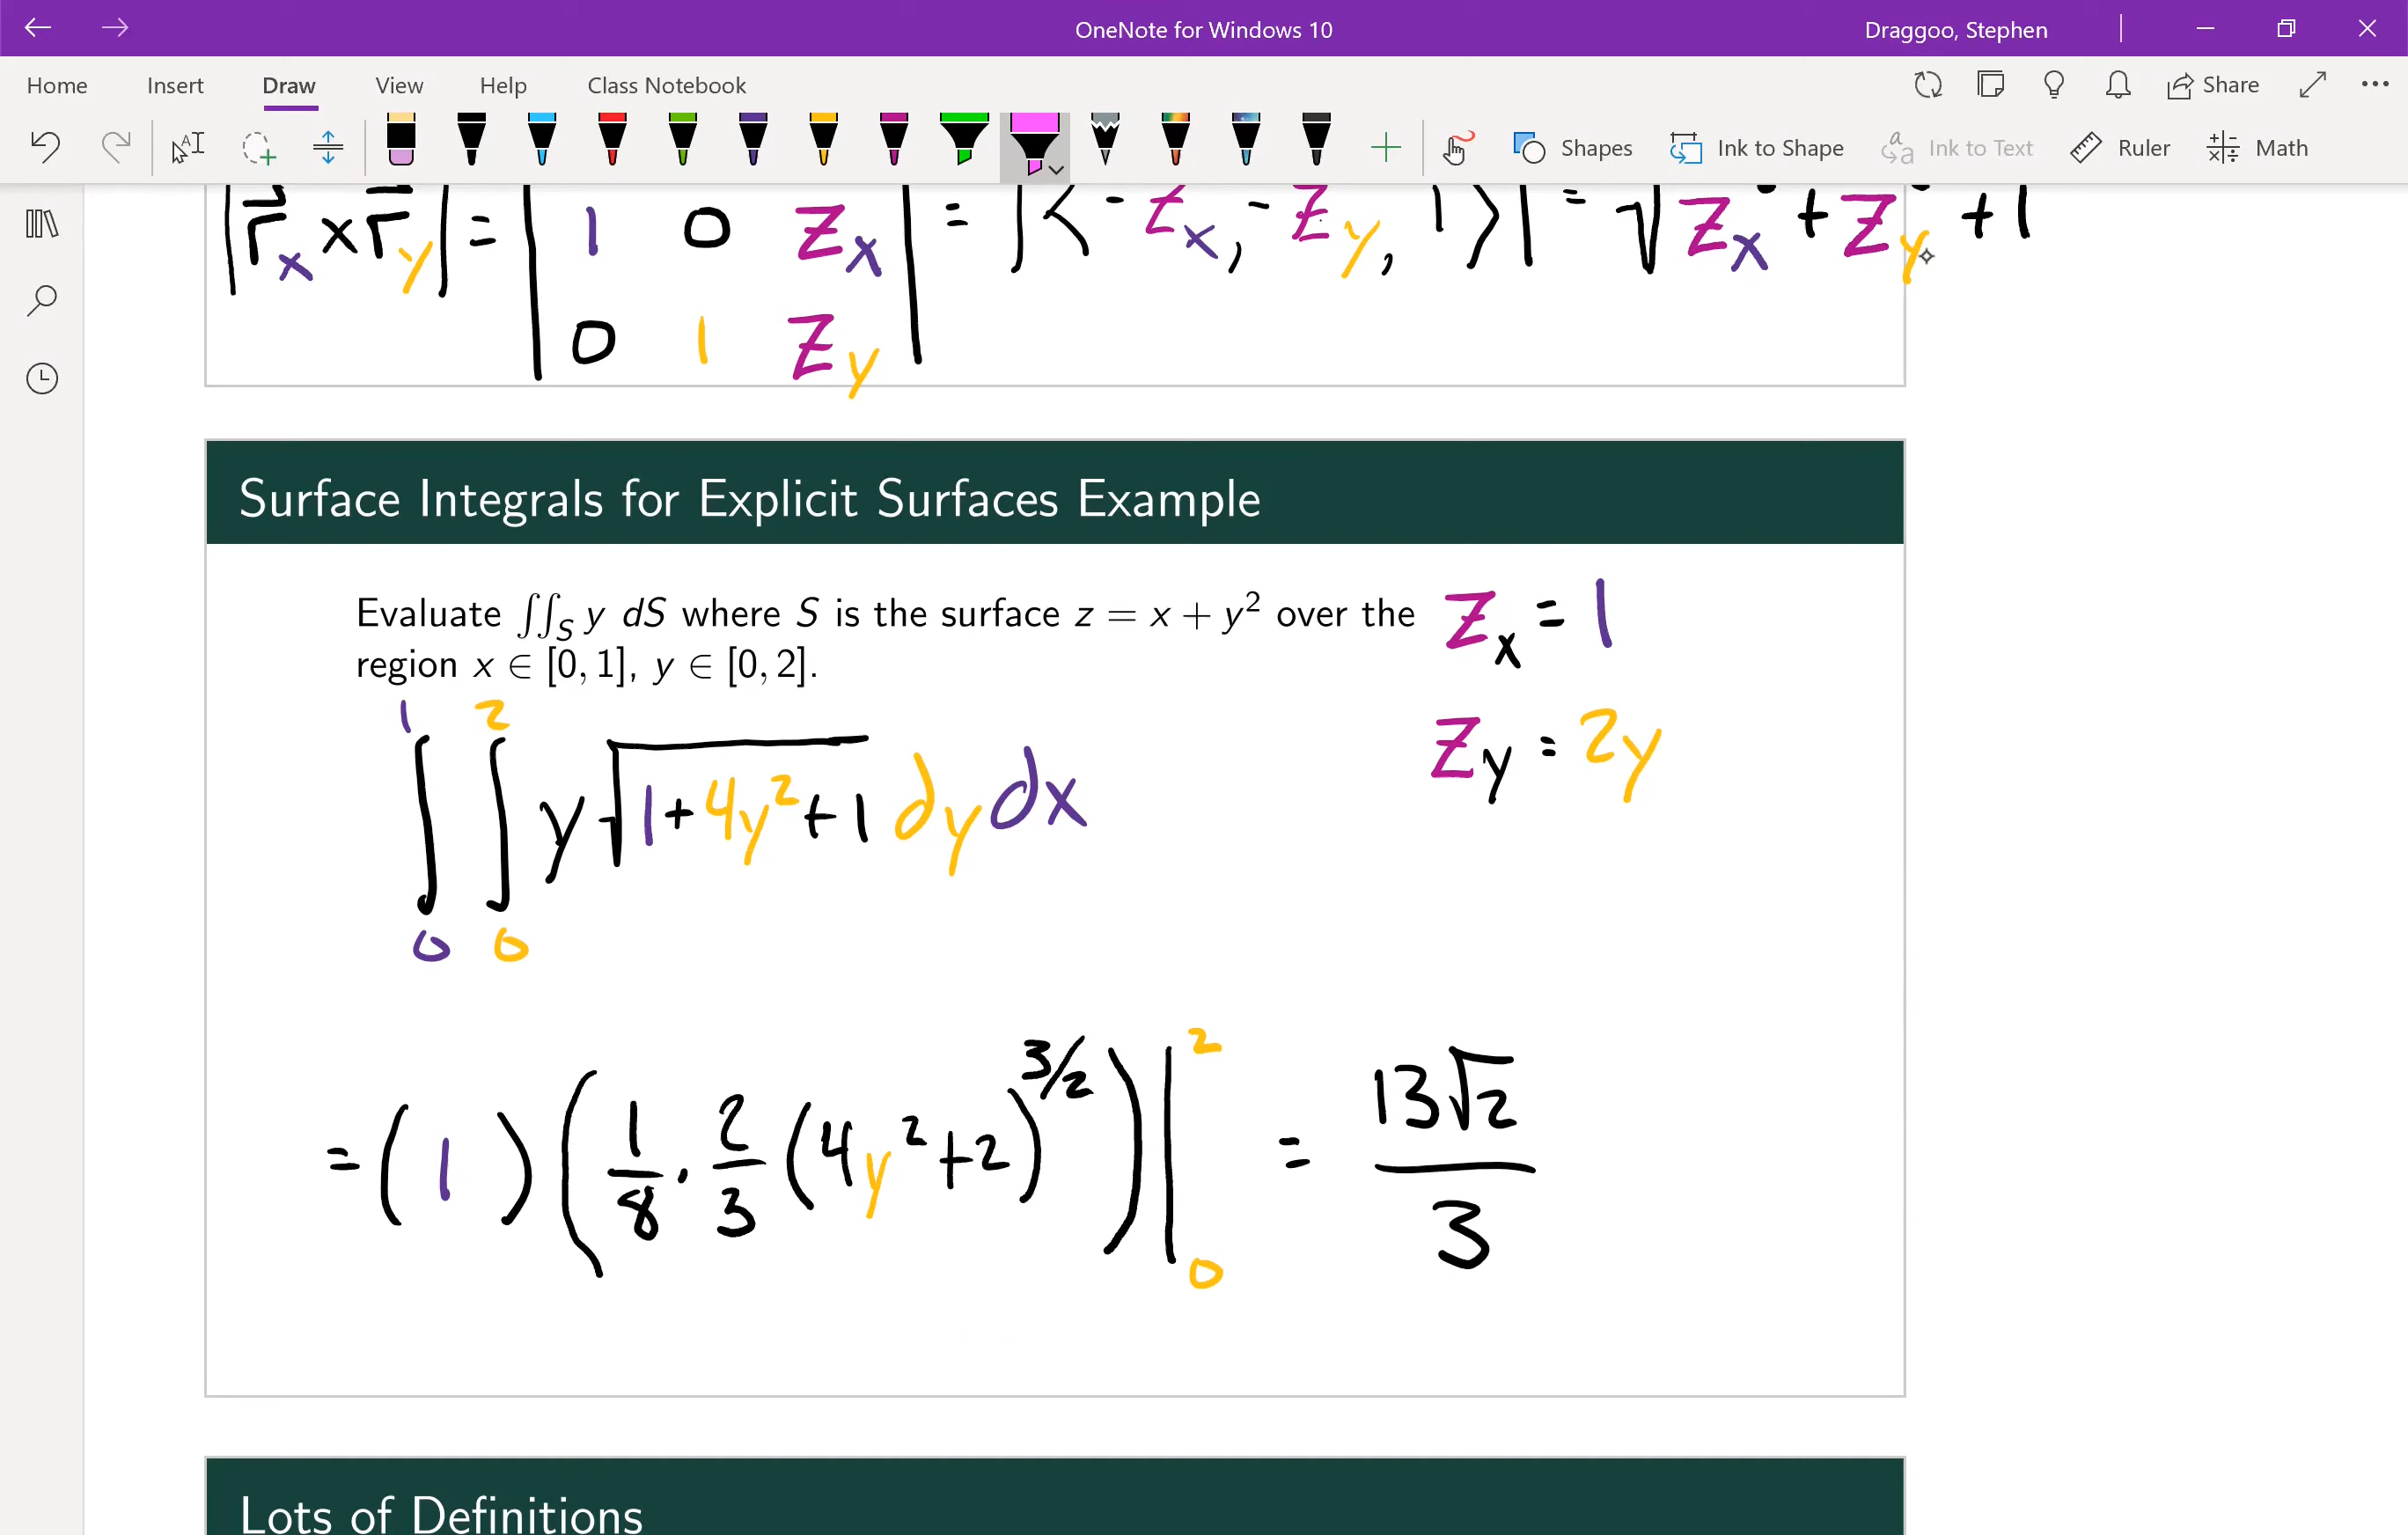 OneNote for Windows 10
Draggoo, Stephen
Home Insert Draw View Help Class Notebook Share
Shapes Ink to Shape Ink to Text Ruler Math
|r⃗x × r⃗y| = | 1 0 zx | = |⟨-zx, -zy, 1⟩| = √zx² + zy² + 1
0 1 zy
Surface Integrals for Explicit Surfaces Example
Evaluate ∬S y dS where S is the surface z = x + y² over the
region x ∈ [0, 1], y ∈ [0, 2].
zx = 1
zy = 2y
∫₀¹ ∫₀² y√(1+4y²+1) dy dx
= (1) (1/8 · 2/3 (4y²+2)^3/2) |₀² = 13√2/3
Lots of Definitions